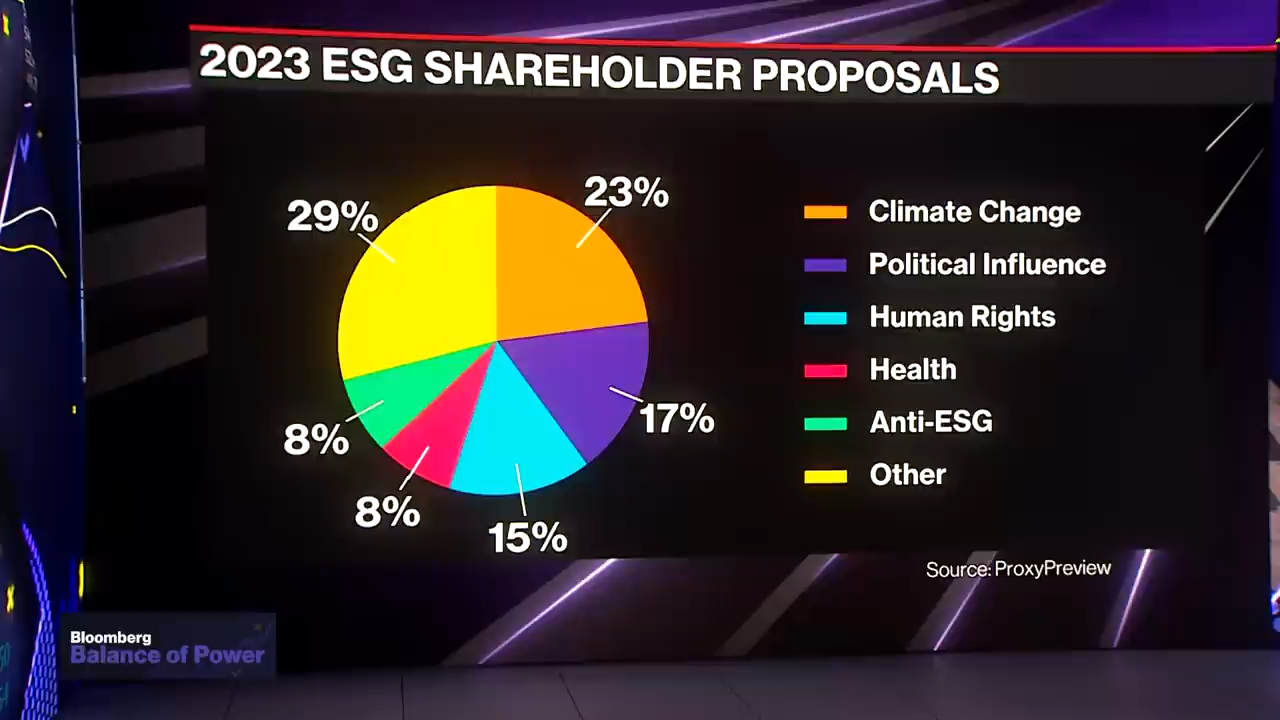 2023 ESG SHAREHOLDER PROPOSALS
29%
23%
17%
15%
8%
8%
Climate Change
Political Influence
Human Rights
Health
Anti-ESG
Other
Source: ProxyPreview
Bloomberg
Balance of Power